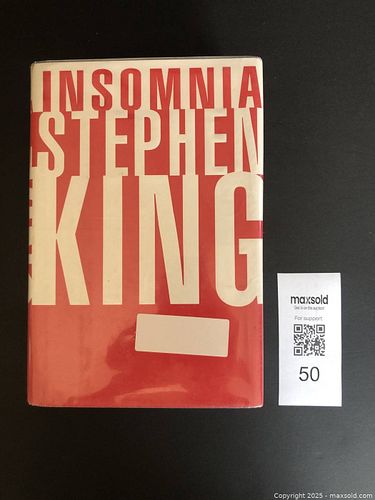 INSOMNIA
STEPHEN
KING
maxsold
For support
50
Copyright 2025 - maxsold.com